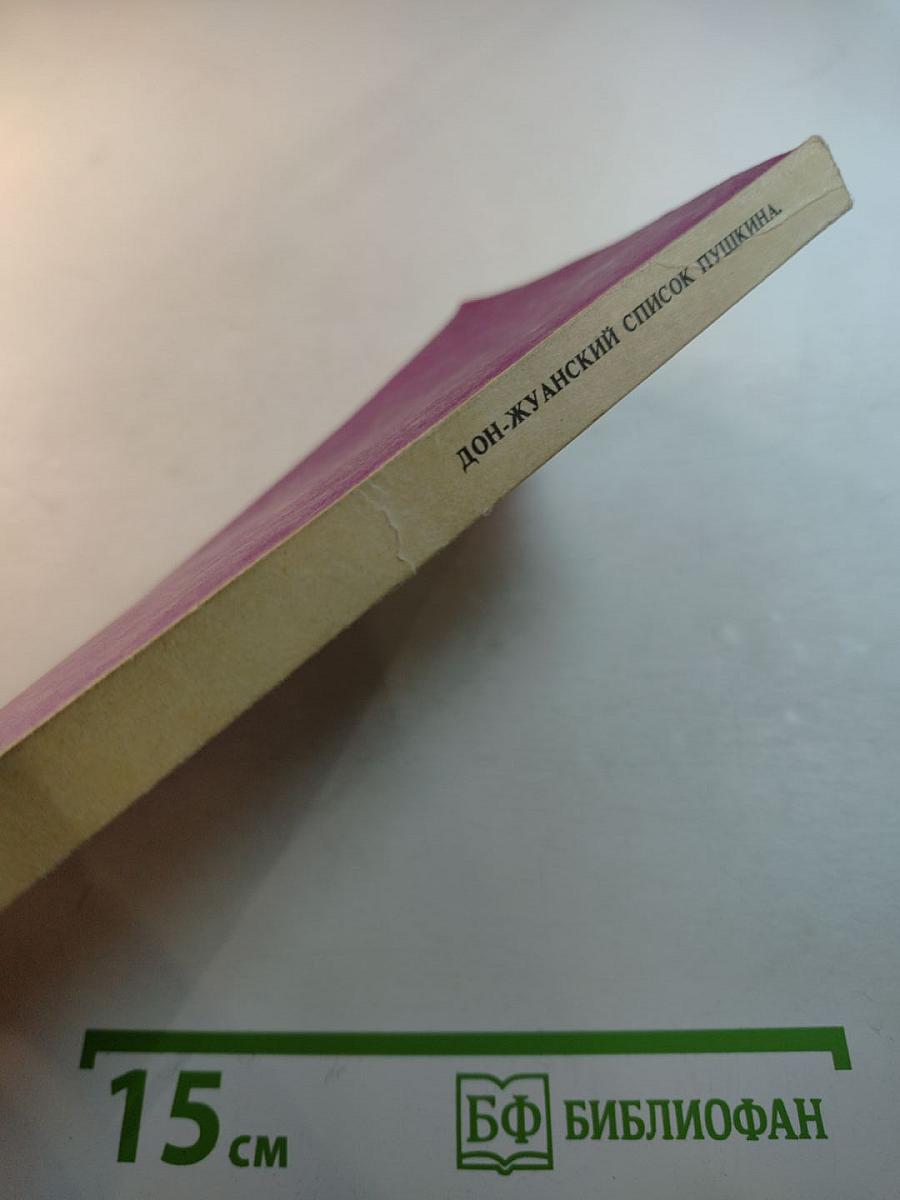 ДОН-ЖУАНСКИЙ СПИСОК ПУШКИНА.
15 см
БФ БИБЛИОФАН